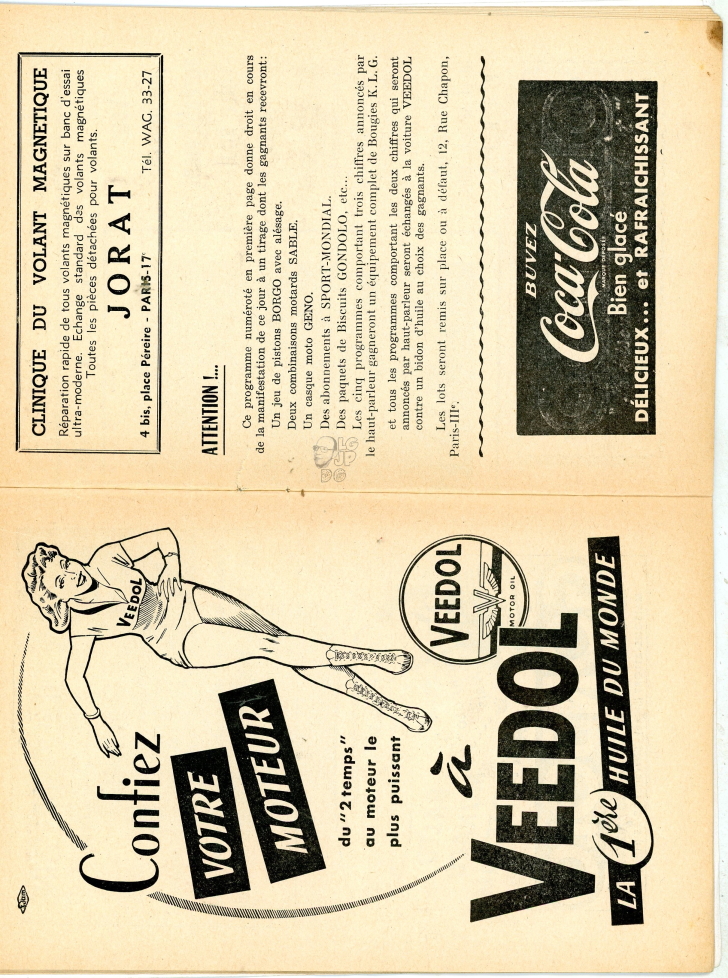 Confiez
VOTRE
MOTEUR
du "2 temps"
au moteur le
plus puissant
à
VEEDOL
LA 1ère HUILE DU MONDE
VEEDOL
VEEDOL
MOTOR OIL
CLINIQUE DU VOLANT MAGNETIQUE
Réparation rapide de tous volants magnétiques sur banc d'essai
ultra-moderne. Echange standard des volants magnétiques
Toutes les pièces détachées pour volants.
JORAT
4 bis, place Péreire - PARIS-17ᵉ Tél. WAG. 33-27
ATTENTION !...
Ce programme numéroté en première page donne droit en cours
de la manifestation de ce jour à un tirage dont les gagnants recevront :
Un jeu de pistons BORGO avec alésage.
Deux combinaisons motards SABLE.
Un casque moto GENO.
Des abonnements à SPORT-MONDIAL.
Des paquets de Biscuits GONDOLO, etc...
Les cinq programmes comportant trois chiffres annoncés par
le haut-parleur gagneront un équipement complet de Bougies K.L.G.
et tous les programmes comportant les deux chiffres qui seront
annoncés par haut-parleur seront échangés à la voiture VEEDOL
contre un bidon d'huile au choix des gagnants.
Les lots seront remis sur place ou à défaut, 12, Rue Chapon,
Paris-IIIᵉ.
BUVEZ
Coca-Cola
MARQUE DÉPOSÉE
Bien glacé
DÉLICIEUX... et RAFRAICHISSANT
LG
JP
DG